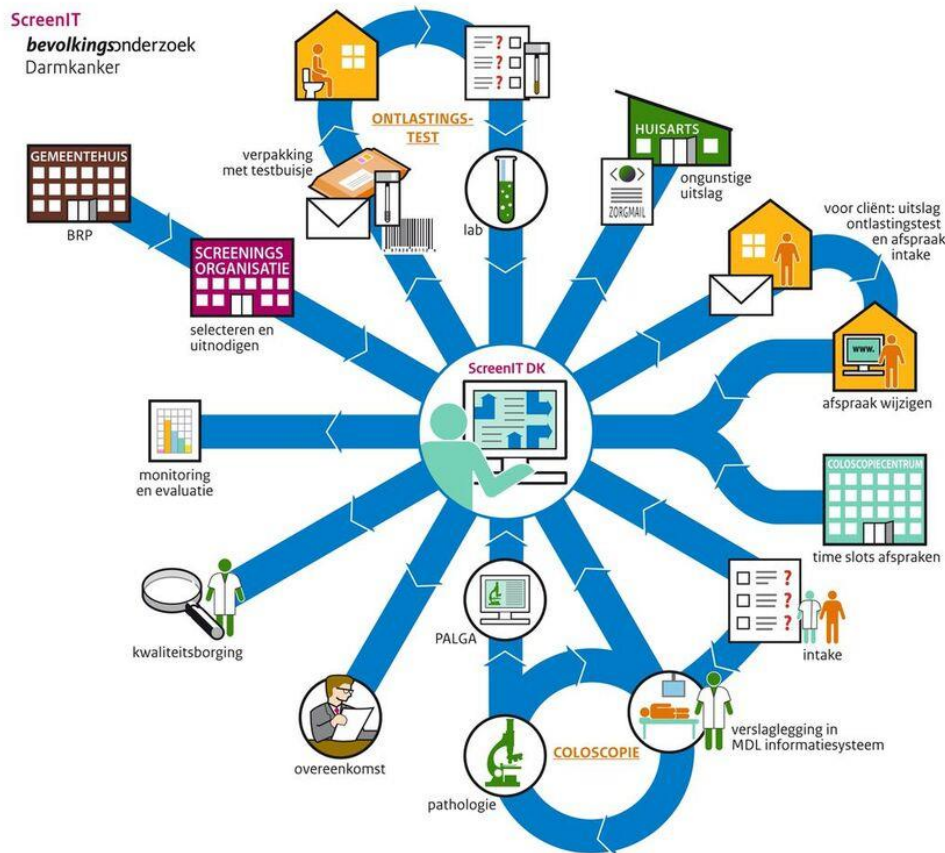 ScreenIT
bevolkingsonderzoek
Darmkanker
ONTLASTINGS-
TEST
verpakking
met testbuisje
lab
GEMEENTEHUIS
BRP
SCREENINGS
ORGANISATIE
selecteren en
uitnodigen
HUISARTS
ZORGMAIL
ongunstige
uitslag
voor cliënt: uitslag
ontlastingstest
en afspraak
intake
www.
afspraak wijzigen
ScreenIT DK
monitoring
en evaluatie
COLOSCOPIECENTRUM
time slots afspraken
kwaliteitsborging
PALGA
intake
overeenkomst
pathologie
COLOSCOPIE
verslaglegging in
MDL informatiesysteem